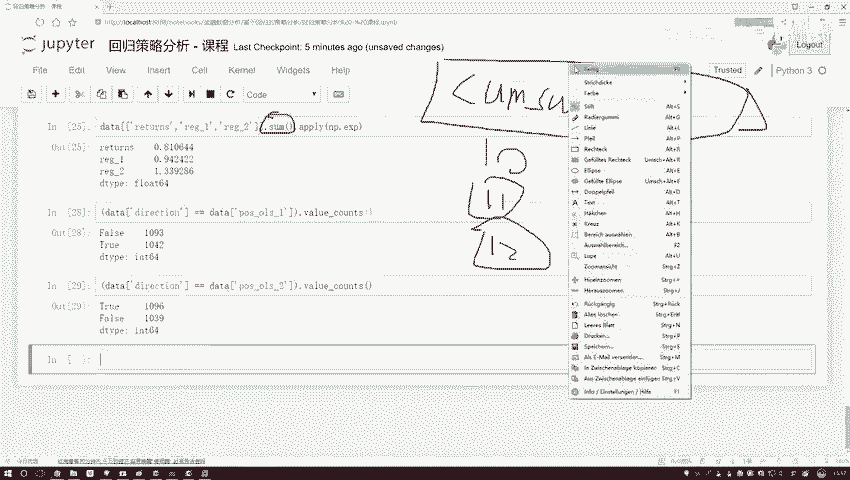 jupyter 回归策略分析 - 课程 Last Checkpoint: 5 minutes ago (unsaved changes)
Logout
File Edit View Insert Cell Kernel Widgets Help
Trusted
Python 3 O
Code
In [25]: data[['returns','reg_1','reg_2']].sum().apply(np.exp)
Out[25]: returns 0.810644
reg_1 0.942422
reg_2 1.339286
dtype: float64
In [28]: (data['direction'] == data['pos_ols_1']).value_counts()
Out[28]: False 1093
True 1042
dtype: int64
In [29]: (data['direction'] == data['pos_ols_2']).value_counts()
Out[29]: True 1096
False 1039
dtype: int64
In [ ]:
cumsu
10
11
12
Strichdicke
Farbe
Stift Alt+S
Radiergummi Alt+G
Linie Alt+L
Pfeil Alt+P
Rechteck Alt+R
Gefülltes Rechteck Umsch+Alt+R
Ellipse Alt+E
Gefüllte Ellipse Umsch+Alt+E
Doppelpfeil Alt+D
Text Alt+T
Häkchen Alt+H
Kreuz Alt+K
Bereich auswählen Alt+B
Auswahlbereich... F2
Lupe Alt+U
Zoomansicht Strg+Z
Hineinzoomen
Herauszoomen
Rückgängig
Alles löschen
Leeres Blatt Strg+N
Drucken... Strg+P
Speichern... Strg+S
Als E-Mail versenden... Strg+M
In Zwischenablage kopieren Strg+C
Aus Zwischenablage einfügen Strg+V
Info / Einstellungen / Hilfe F1